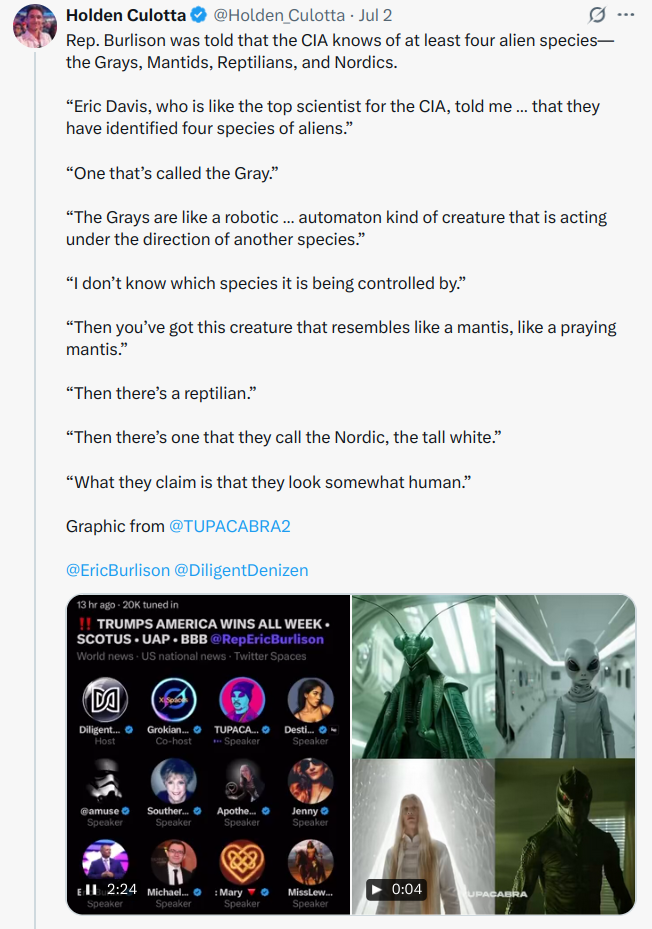 Holden Culotta @Holden_Culotta · Jul 2
Rep. Burlison was told that the CIA knows of at least four alien species—
the Grays, Mantids, Reptilians, and Nordics.
“Eric Davis, who is like the top scientist for the CIA, told me ... that they
have identified four species of aliens.”
“One that’s called the Gray.”
“The Grays are like a robotic ... automaton kind of creature that is acting
under the direction of another species.”
“I don’t know which species it is being controlled by.”
“Then you’ve got this creature that resembles like a mantis, like a praying
mantis.”
“Then there’s a reptilian.”
“Then there’s one that they call the Nordic, the tall white.”
“What they claim is that they look somewhat human.”
Graphic from @TUPACABRA2
@EricBurlison @DiligentDenizen
13 hr ago · 20K tuned in
‼️ TRUMPS AMERICA WINS ALL WEEK •
SCOTUS • UAP • BBB @RepEricBurlison
World news · US national news · Twitter Spaces
Diligent... Grokian... TUPACA... Desti...
Host Co-host Speaker Speaker
@amuse Souther... Apothe... Jenny
Speaker Speaker Speaker Speaker
E 2:24 Michael... : Mary MissLew...
Speaker Speaker Speaker Speaker
0:04
UPACABRA